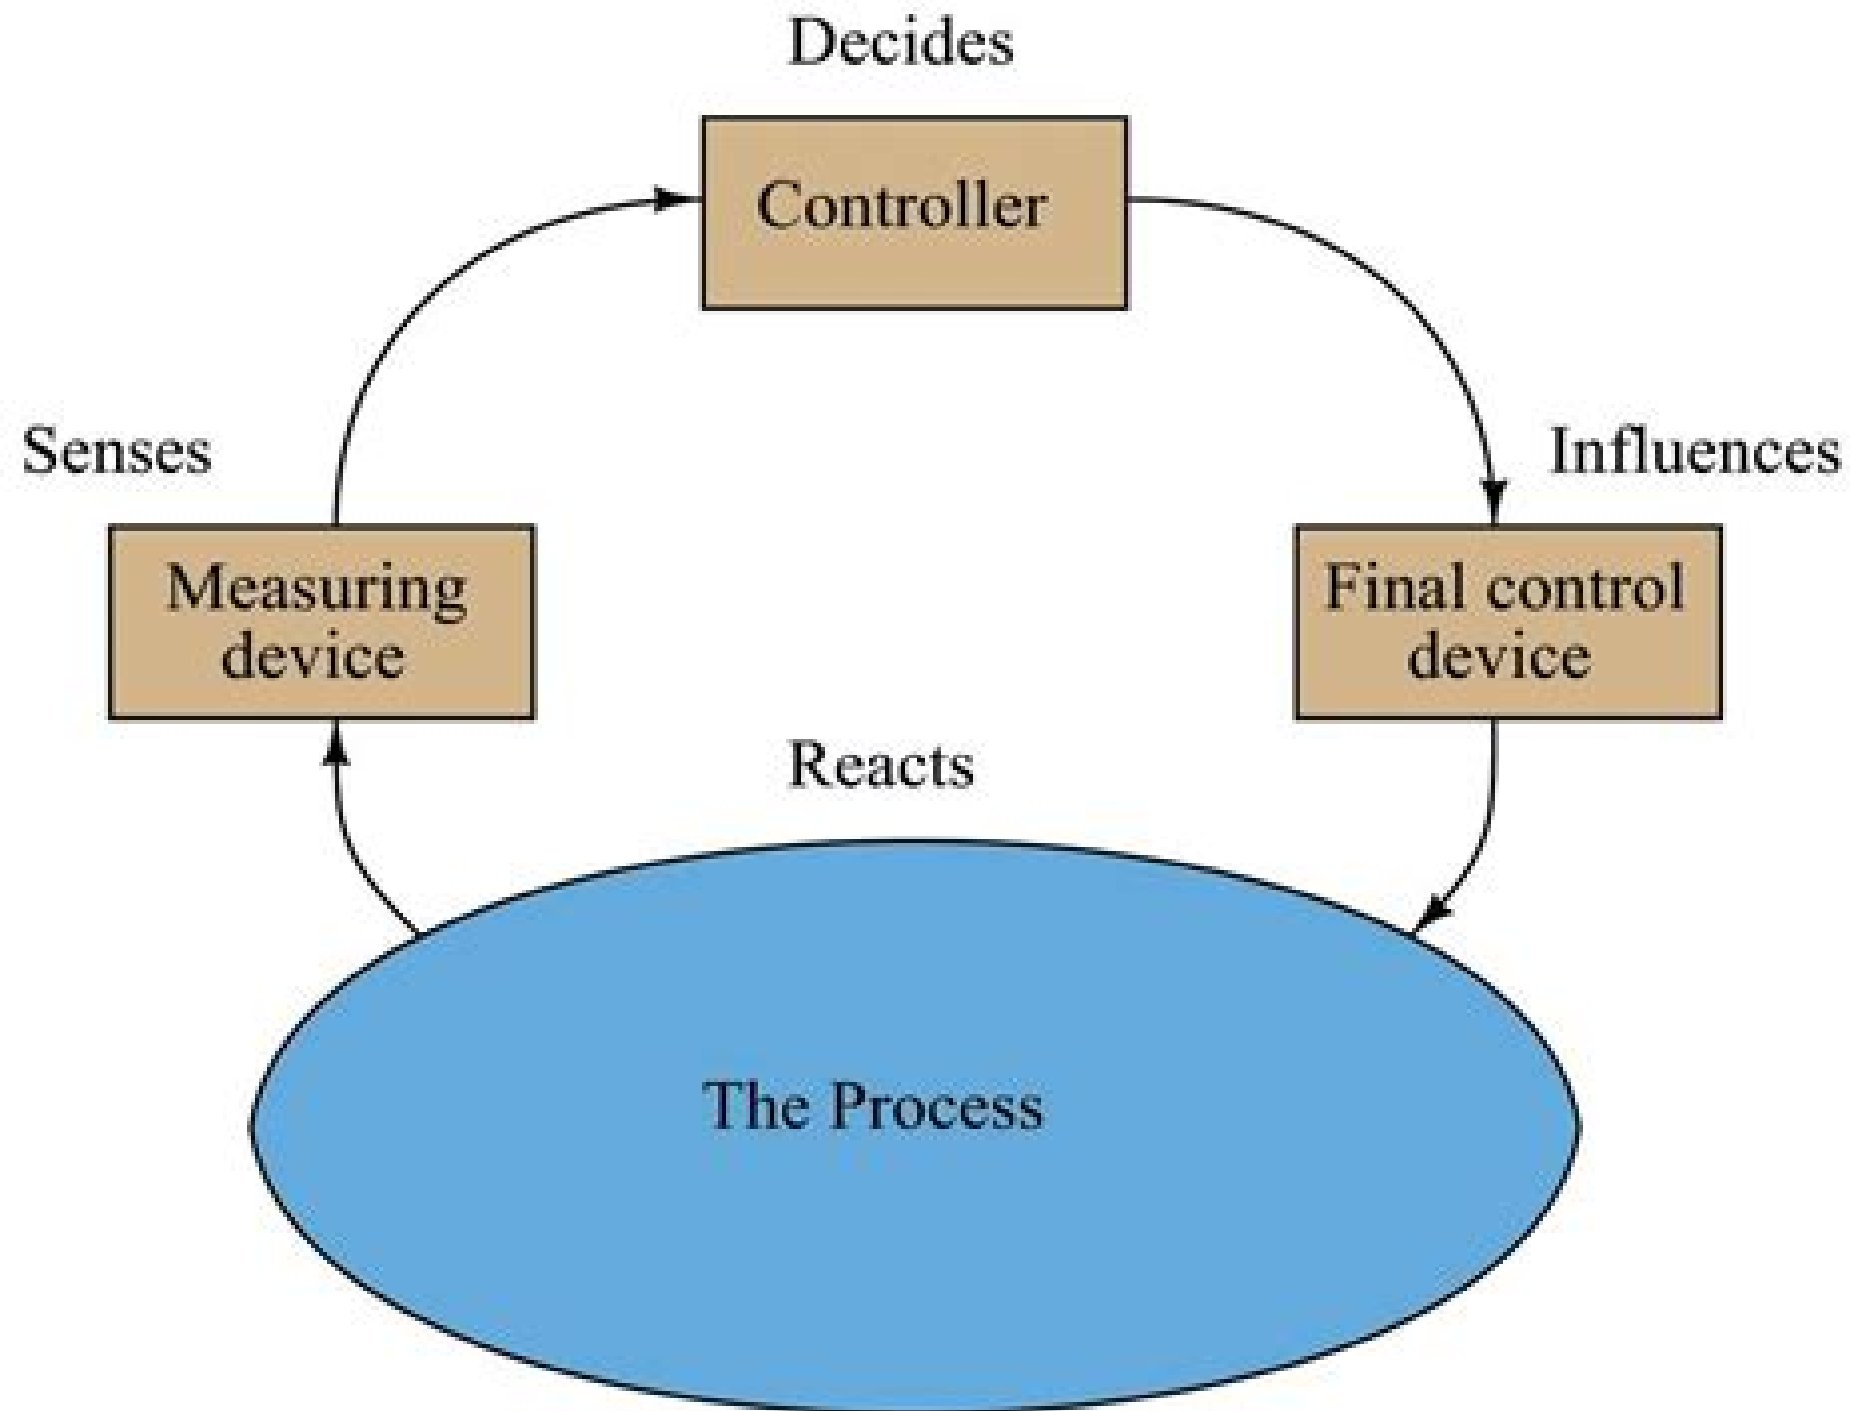 Decides
Controller
Senses
Influences
Measuring
device
Final control
device
Reacts
The Process